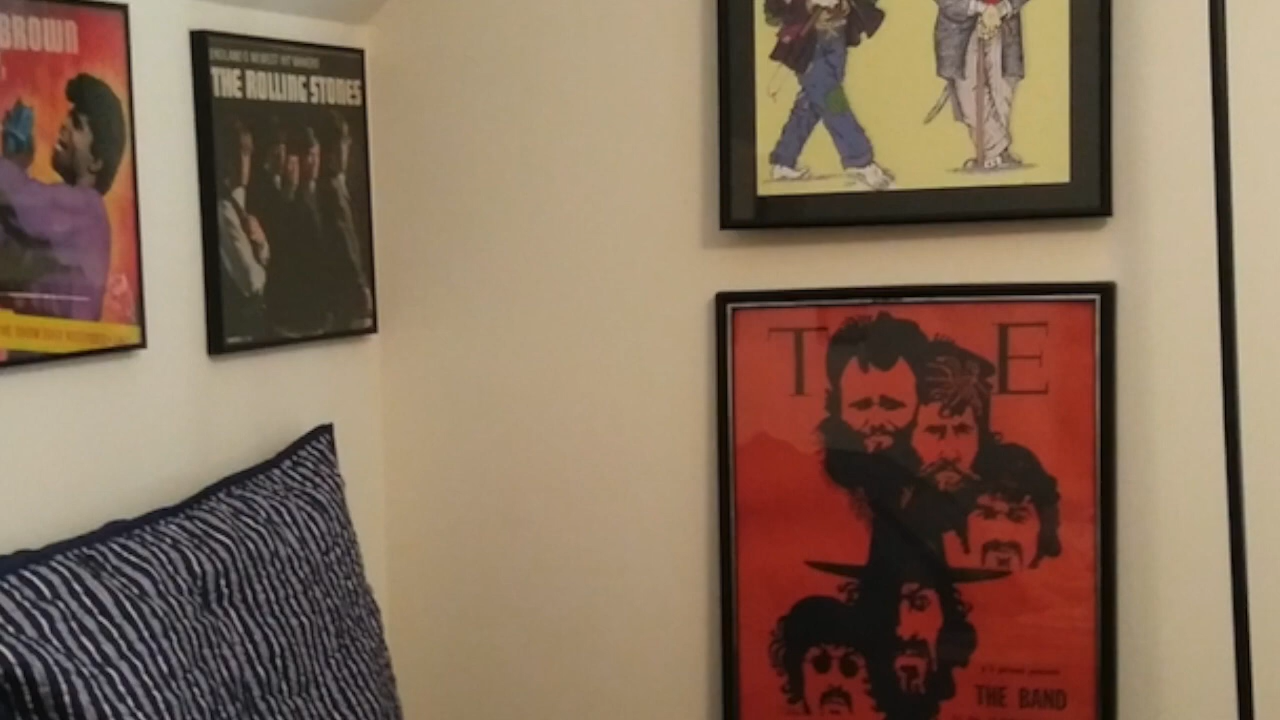 BROWN
ENGLAND'S NEWEST HIT MAKERS
THE ROLLING STONES
T E
THE BAND